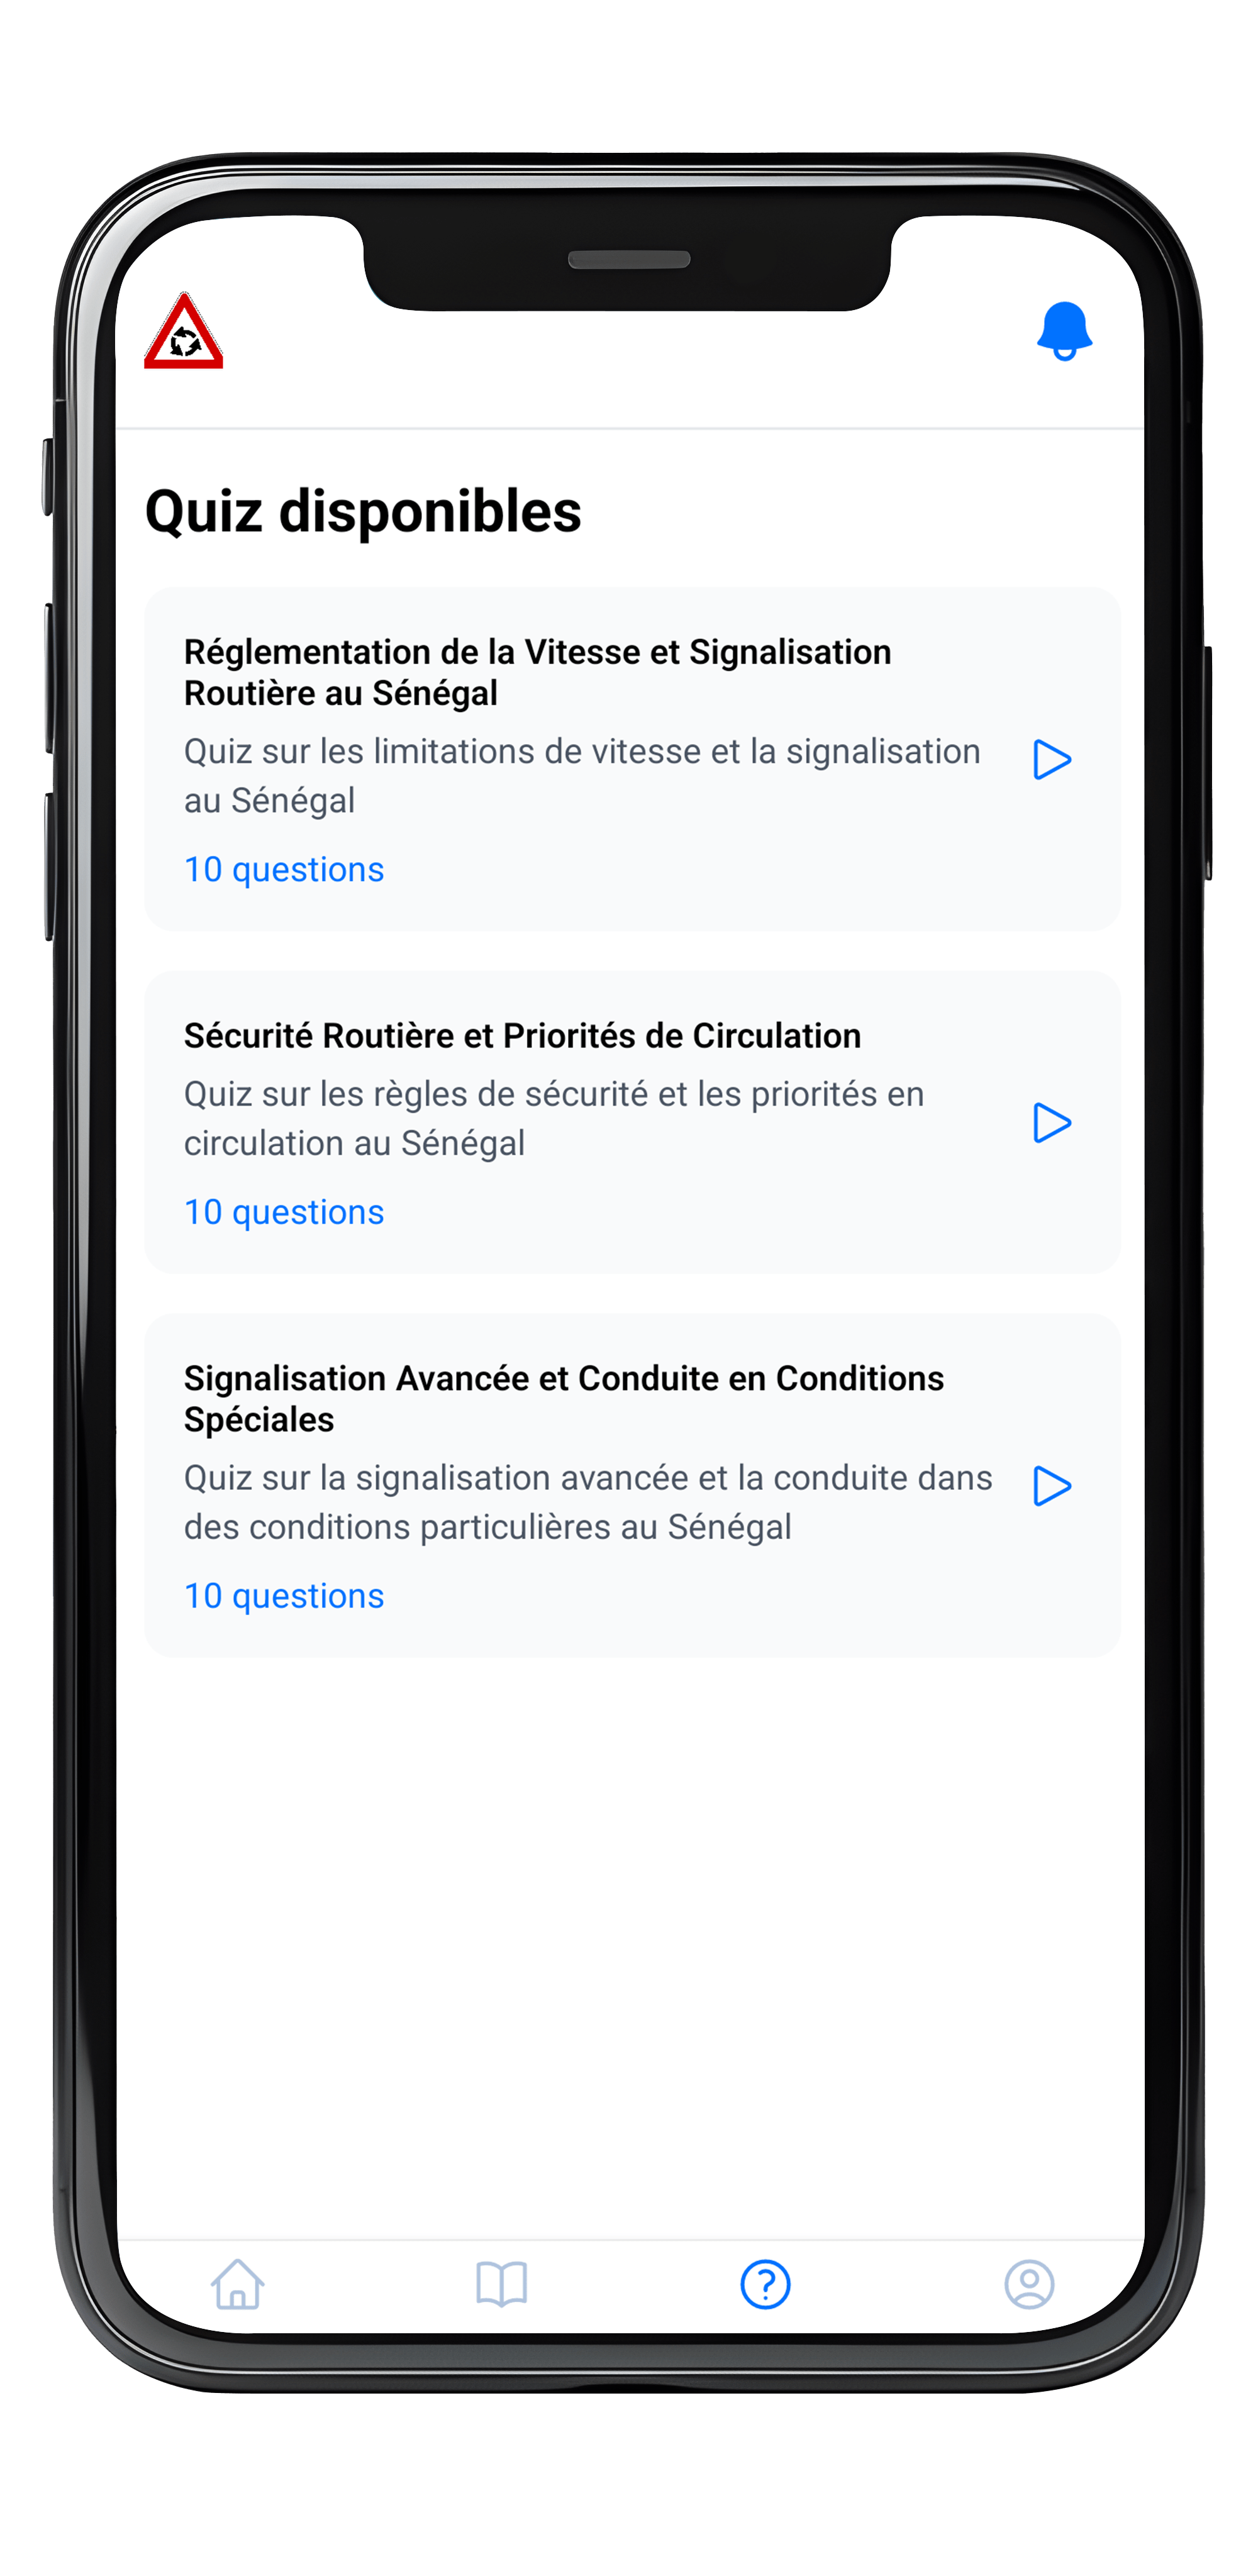 Quiz disponibles
Réglementation de la Vitesse et Signalisation
Routière au Sénégal
Quiz sur les limitations de vitesse et la signalisation
au Sénégal
10 questions
Sécurité Routière et Priorités de Circulation
Quiz sur les règles de sécurité et les priorités en
circulation au Sénégal
10 questions
Signalisation Avancée et Conduite en Conditions
Spéciales
Quiz sur la signalisation avancée et la conduite dans
des conditions particulières au Sénégal
10 questions